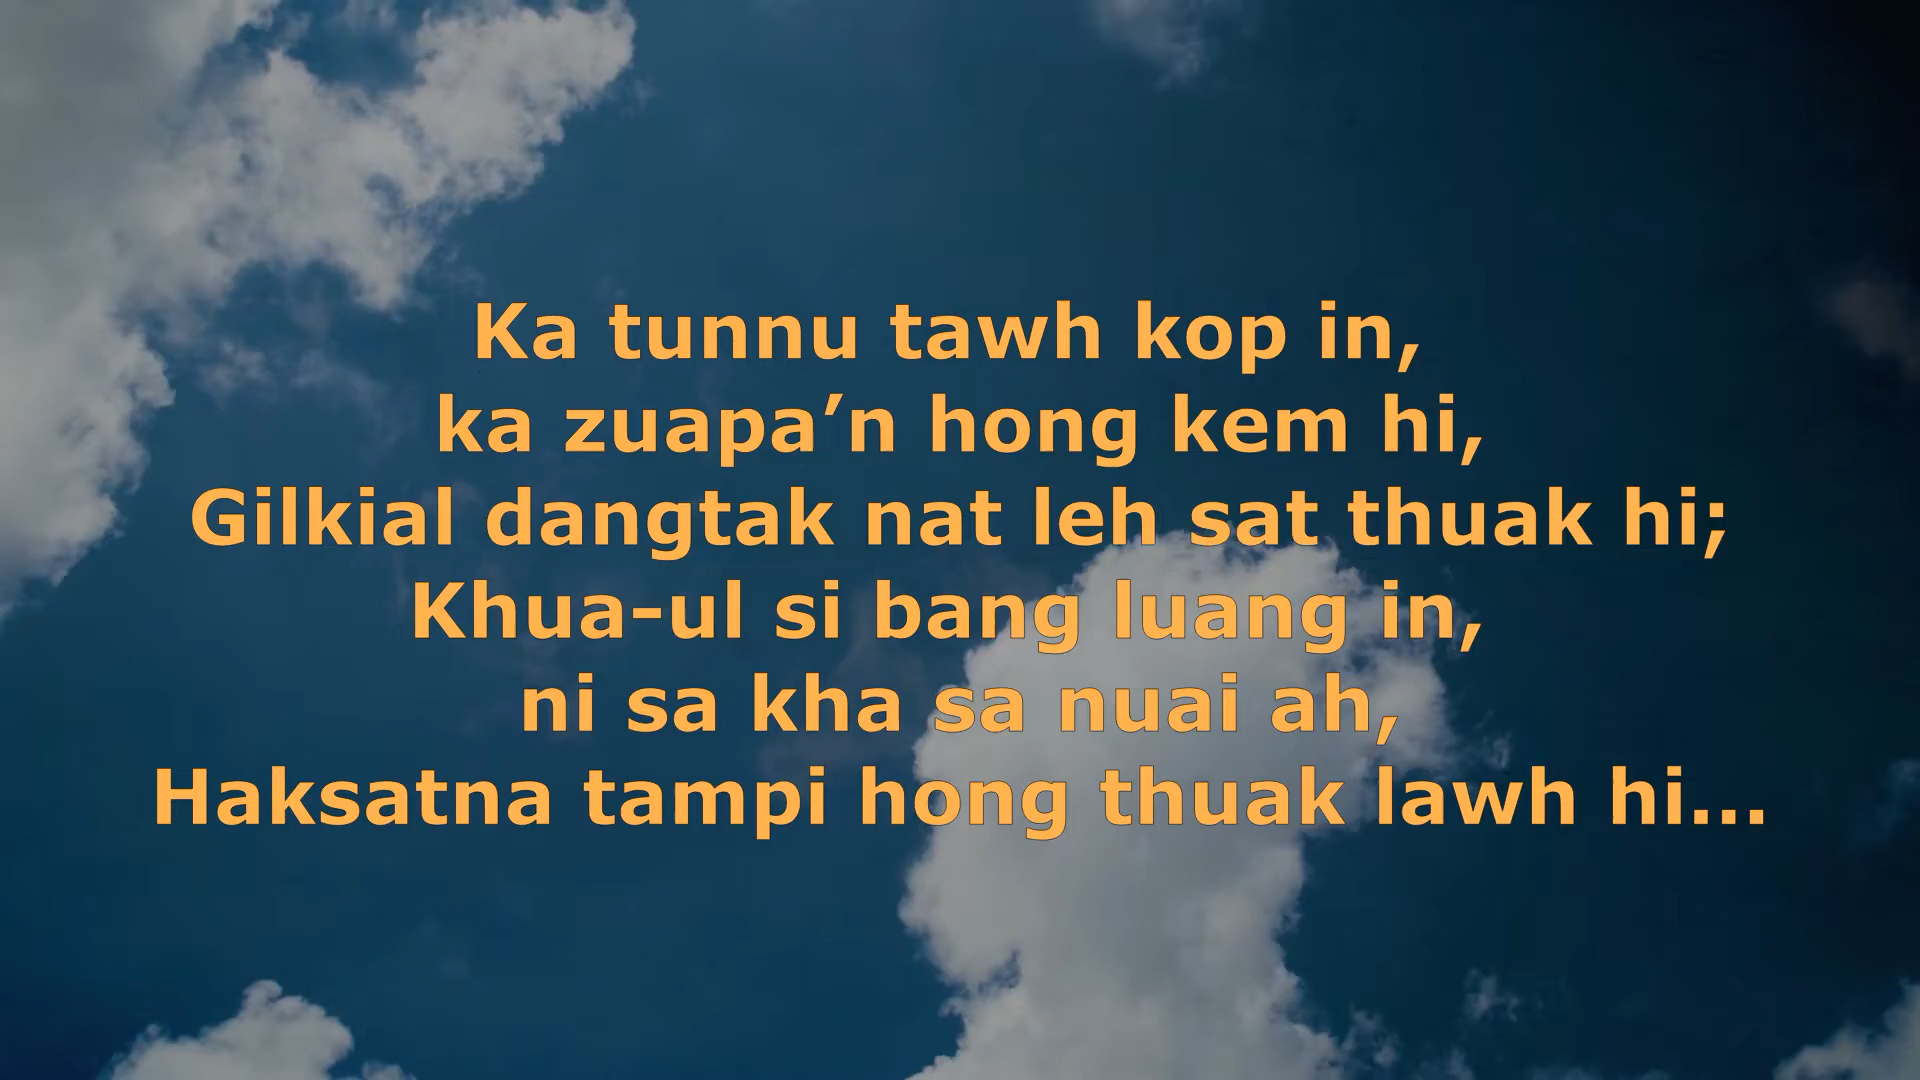 Ka tunnu tawh kop in,
ka zuapa’n hong kem hi,
Gilkial dangtak nat leh sat thuak hi;
Khua-ul si bang luang in,
ni sa kha sa nuai ah,
Haksatna tampi hong thuak lawh hi...